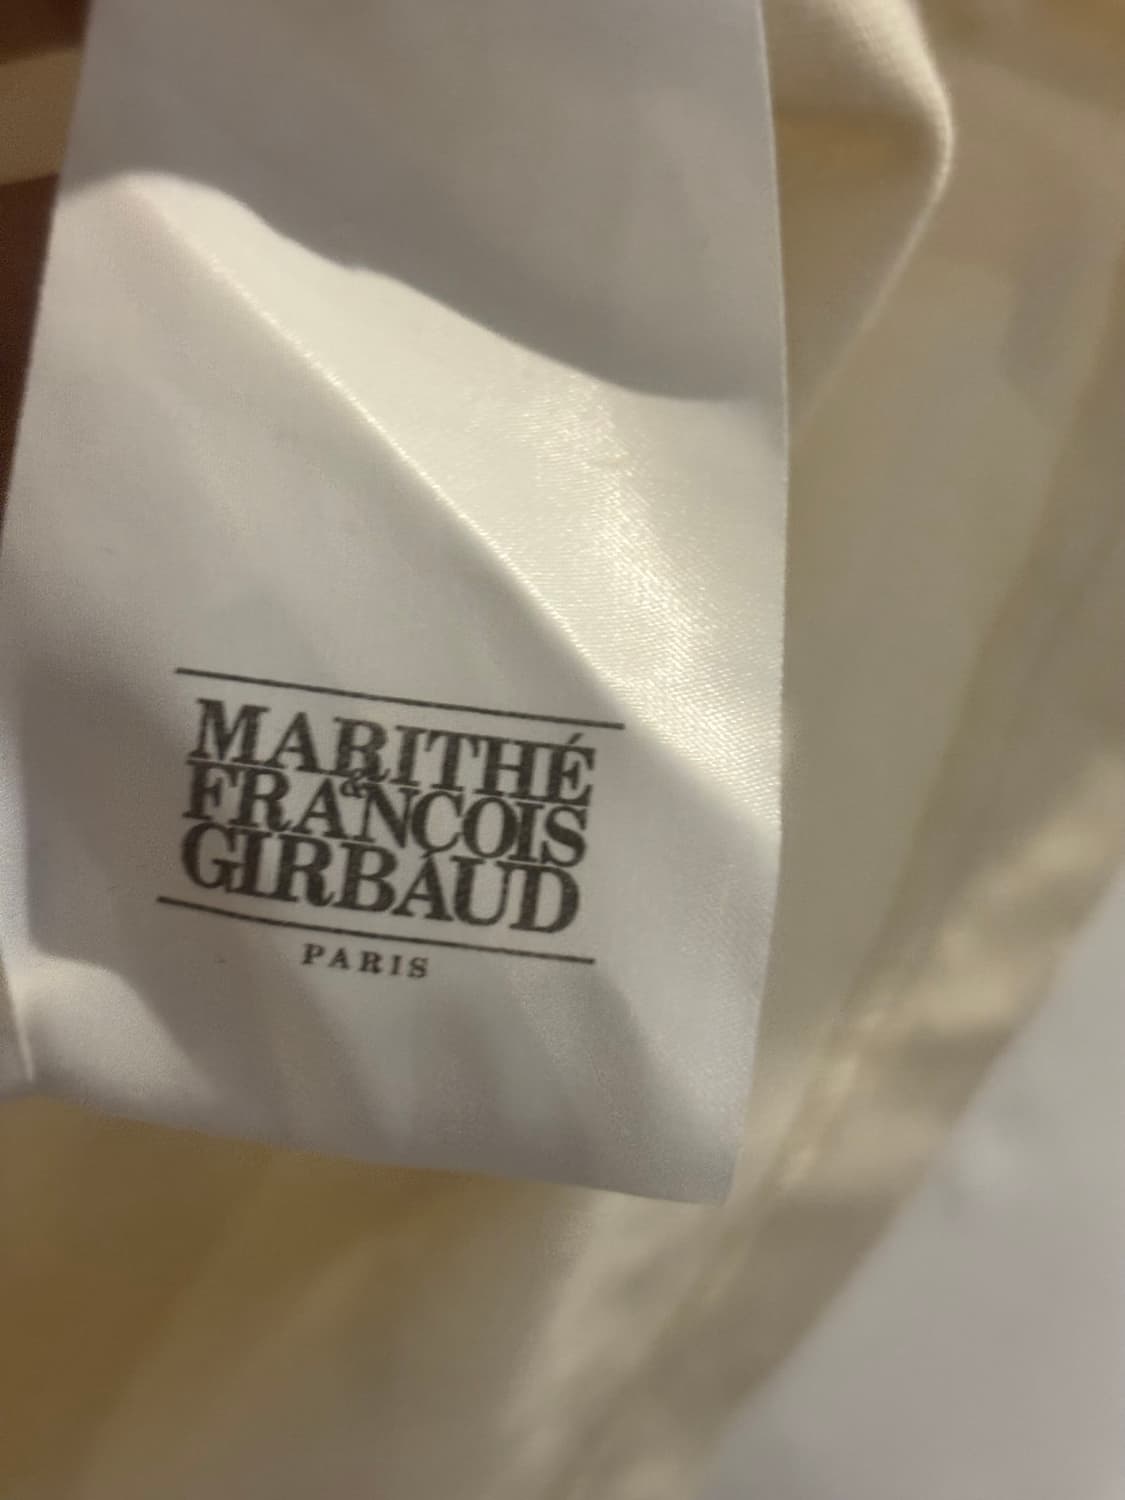 MARITHÉ
&
FRANÇOIS
GIRBAUD
PARIS